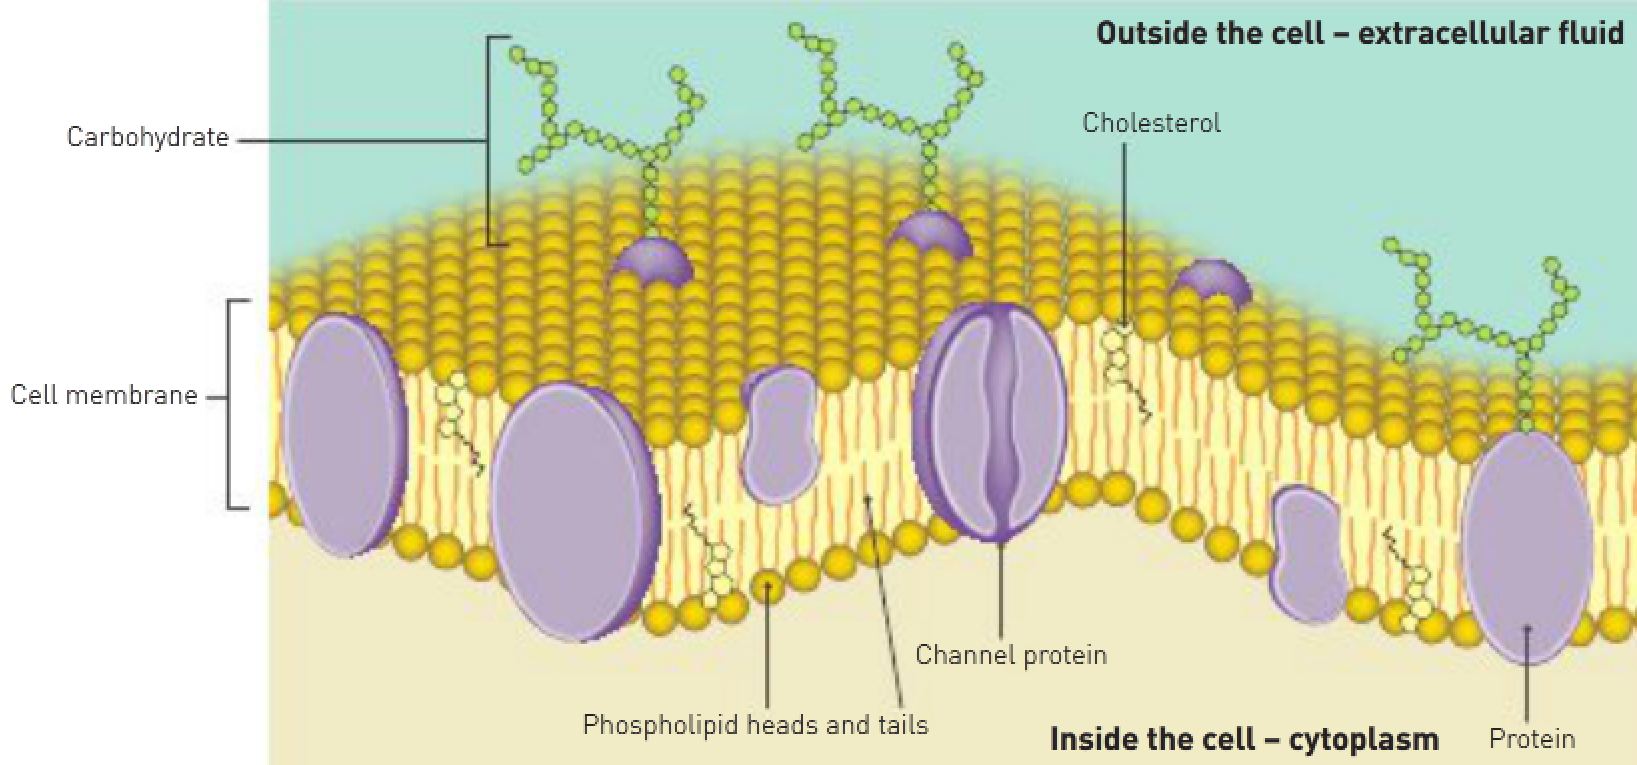 Outside the cell – extracellular fluid
Cholesterol
Carbohydrate
Cell membrane
Channel protein
Phospholipid heads and tails
Inside the cell – cytoplasm
Protein